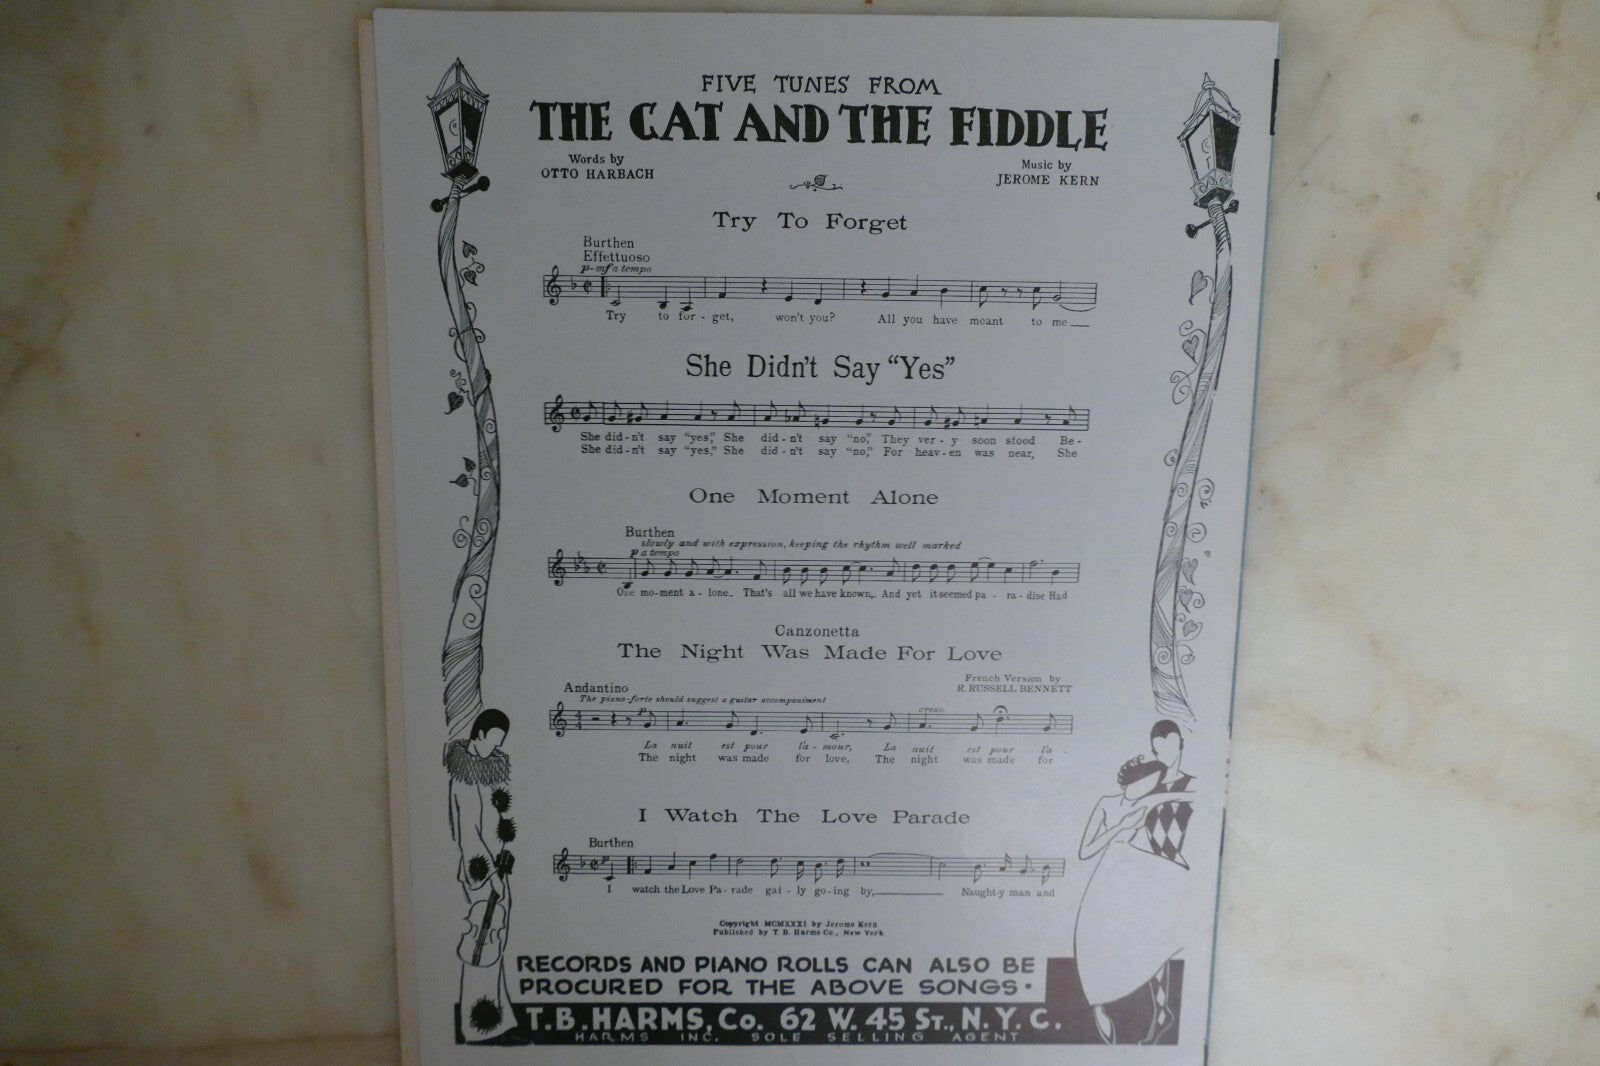 FIVE TUNES FROM
THE CAT AND THE FIDDLE
Words by
OTTO HARBACH
Music by
JEROME KERN
Try To Forget
Burthen
Effettuoso
p-mf a tempo
Try to for-get, won't you? All you have meant to me
She Didn't Say "Yes"
She did-n't say "yes," She did-n't say "no," They ver-y soon stood Be-
She did-n't say "yes," She did-n't say "no," For heav-en was near, She
One Moment Alone
Burthen
slowly and with expression, keeping the rhythm well marked
p a tempo
One mo-ment a-lone That's all we have known, And yet it seemed pa-ra-dise Had
Canzonetta
The Night Was Made For Love
French Version by
R. RUSSELL BENNETT
Andantino
The piano-forte should suggest a guitar accompaniment
p cresc.
La nuit est pour l'a-mour, La nuit est pour l'a-
The night was made for love, The night was made for
I Watch The Love Parade
Burthen
p
I watch the Love Pa-rade gai-ly go-ing by, Naught-y man and
Copyright MCMXXXI by Jerome Kern
Published by T. B. Harms Co., New York
RECORDS AND PIANO ROLLS CAN ALSO BE
PROCURED FOR THE ABOVE SONGS.
T.B. HARMS, Co. 62 W. 45 ST., N.Y.C.
HARMS INC. SOLE SELLING AGENT